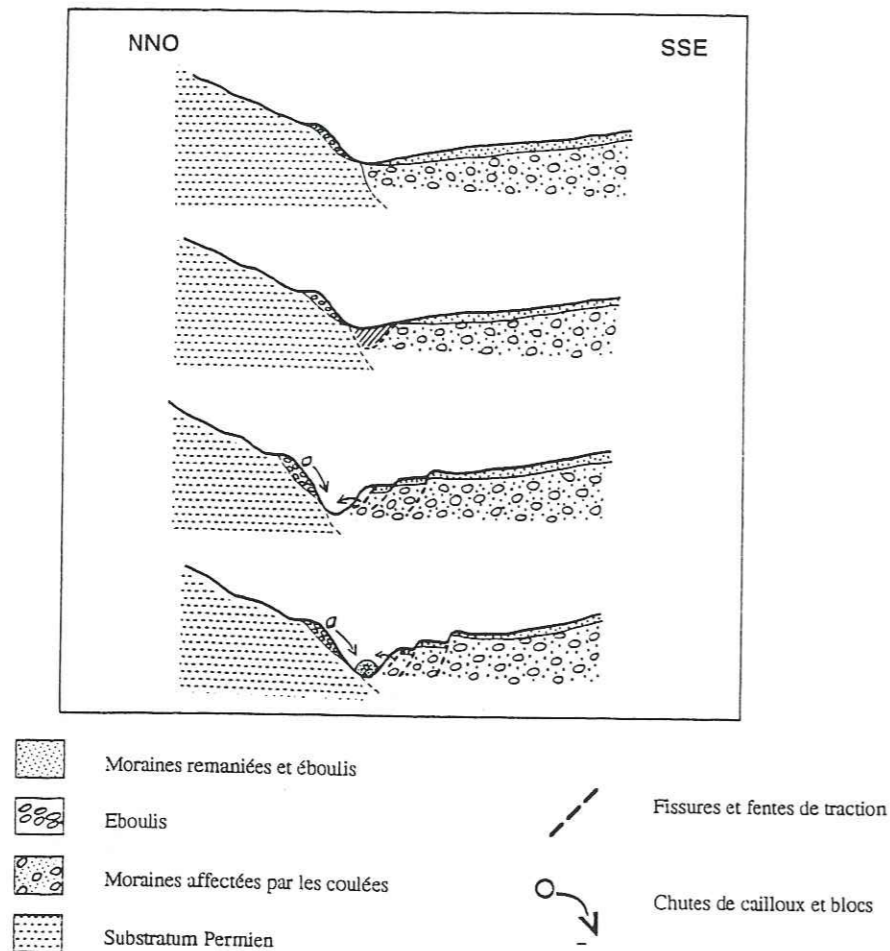 NNO
SSE
Moraines remaniées et éboulis
Eboulis
Moraines affectées par les coulées
Substratum Permien
Fissures et fentes de traction
Chutes de cailloux et blocs